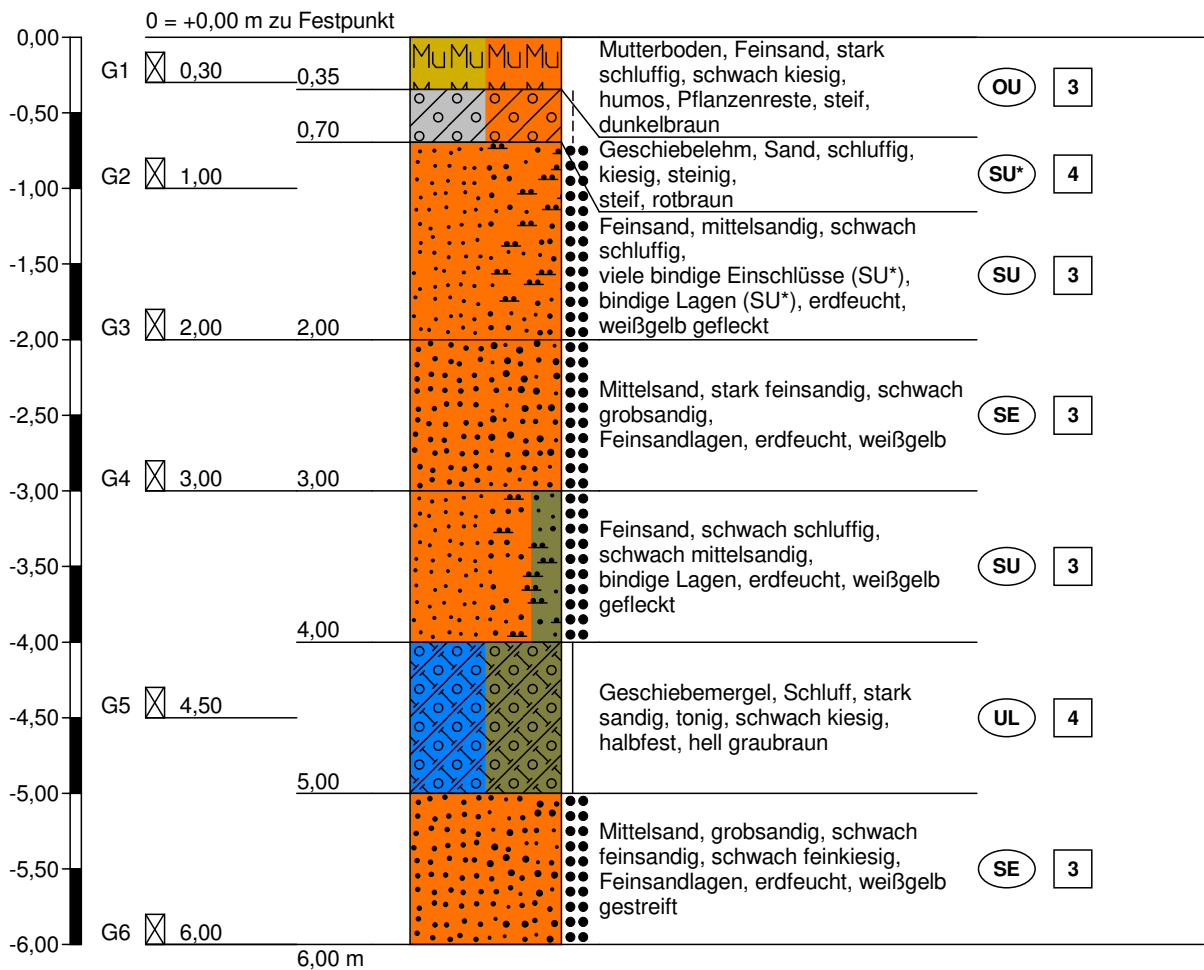 0 = +0,00 m zu Festpunkt
0,00
Mu Mu Mu Mu
Mutterboden, Feinsand, stark
schluffig, schwach kiesig,
humos, Pflanzenreste, steif,
dunkelbraun
OU 3
G1 0,30 0,35
-0,50
0,70
Geschiebelehm, Sand, schluffig,
kiesig, steinig,
steif, rotbraun
SU* 4
G2 1,00
-1,00
Feinsand, mittelsandig, schwach
schluffig,
viele bindige Einschlüsse (SU*),
bindige Lagen (SU*), erdfeucht,
weißgelb gefleckt
SU 3
-1,50
G3 2,00 2,00
-2,00
Mittelsand, stark feinsandig, schwach
grobsandig,
Feinsandlagen, erdfeucht, weißgelb
SE 3
-2,50
G4 3,00 3,00
-3,00
Feinsand, schwach schluffig,
schwach mittelsandig,
bindige Lagen, erdfeucht, weißgelb
gefleckt
SU 3
-3,50
4,00
-4,00
Geschiebemergel, Schluff, stark
sandig, tonig, schwach kiesig,
halbfest, hell graubraun
UL 4
G5 4,50
-4,50
5,00
-5,00
Mittelsand, grobsandig, schwach
feinsandig, schwach feinkiesig,
Feinsandlagen, erdfeucht, weißgelb
gestreift
SE 3
-5,50
G6 6,00
-6,00
6,00 m